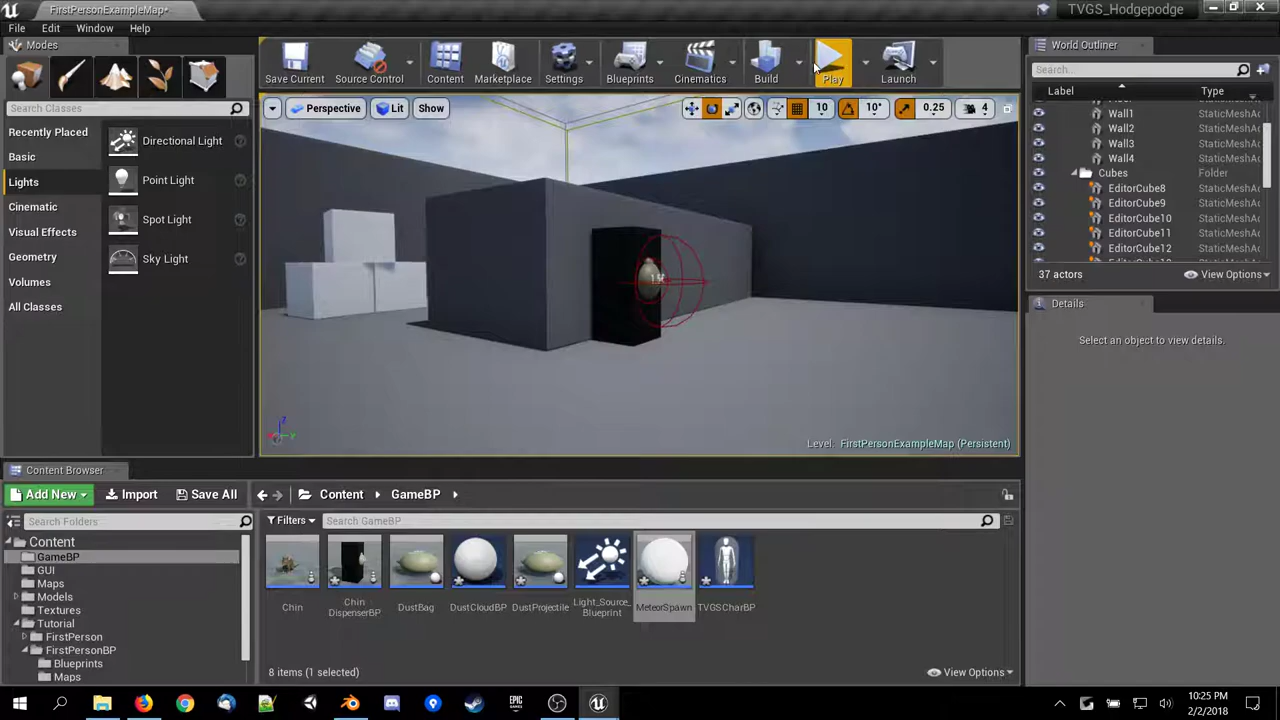 FirstPersonExampleMap*
TVGS_Hodgepodge
File Edit Window Help
Modes
Search Classes
Recently Placed
Basic
Lights
Cinematic
Visual Effects
Geometry
Volumes
All Classes
Directional Light
Point Light
Spot Light
Sky Light
Save Current
Source Control
Content
Marketplace
Settings
Blueprints
Cinematics
Build
Play
Launch
Perspective
Lit
Show
10
10°
0.25
4
Level: FirstPersonExampleMap (Persistent)
World Outliner
Search...
Label Type
Wall1 StaticMeshAc
Wall2 StaticMeshAc
Wall3 StaticMeshAc
Wall4 StaticMeshAc
Cubes Folder
EditorCube8 StaticMeshAc
EditorCube9 StaticMeshAc
EditorCube10 StaticMeshAc
EditorCube11 StaticMeshAc
EditorCube12 StaticMeshAc
37 actors
View Options
Details
Select an object to view details.
Content Browser
Add New
Import
Save All
Content
GameBP
Search Folders
Filters
Search GameBP
Content
GameBP
GUI
Maps
Models
Textures
Tutorial
FirstPerson
FirstPersonBP
Blueprints
Maps
Chin
Chin DispenserBP
DustBag
DustCloudBP
DustProjectile
Light_Source_ Blueprint
MeteorSpawn
TVGSCharBP
8 items (1 selected)
View Options
EPIC GAMES
10:25 PM
2/2/2018